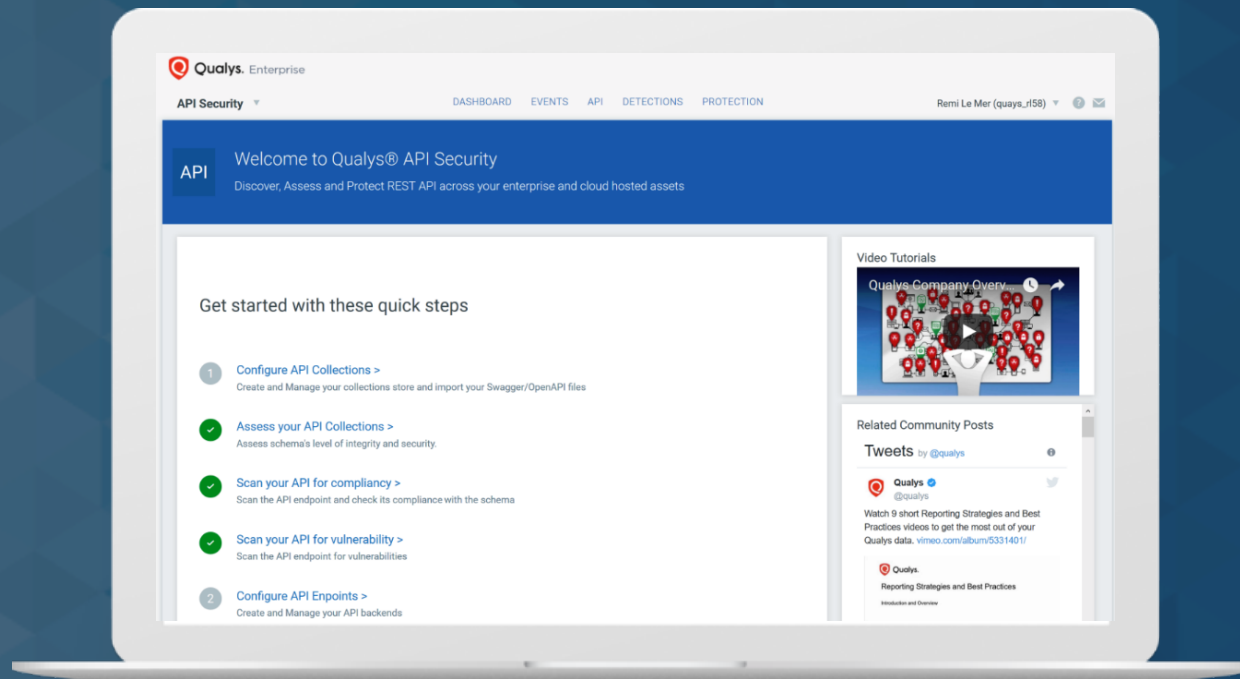 Qualys. Enterprise
API Security
DASHBOARD EVENTS API DETECTIONS PROTECTION
Remi Le Mer (quays_rl58)
API
Welcome to Qualys® API Security
Discover, Assess and Protect REST API across your enterprise and cloud hosted assets
Get started with these quick steps
1
Configure API Collections >
Create and Manage your collections store and import your Swagger/OpenAPI files
Assess your API Collections >
Assess schema's level of integrity and security.
Scan your API for compliancy >
Scan the API endpoint and check its compliance with the schema
Scan your API for vulnerability >
Scan the API endpoint for vulnerabilities
2
Configure API Enpoints >
Create and Manage your API backends
Video Tutorials
Qualys Company Overv...
Related Community Posts
Tweets by @qualys
Qualys
@qualys
Watch 9 short Reporting Strategies and Best
Practices videos to get the most out of your
Qualys data. vimeo.com/album/5331401/
Qualys.
Reporting Strategies and Best Practices
Introduction and Overview